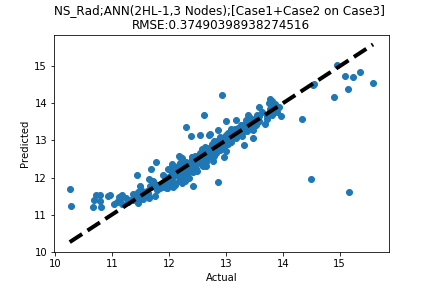 NS_Rad;ANN(2HL-1,3 Nodes);[Case1+Case2 on Case3]
RMSE:0.37490398938274516
15
14
13
12
11
10
Predicted
10 11 12 13 14 15
Actual